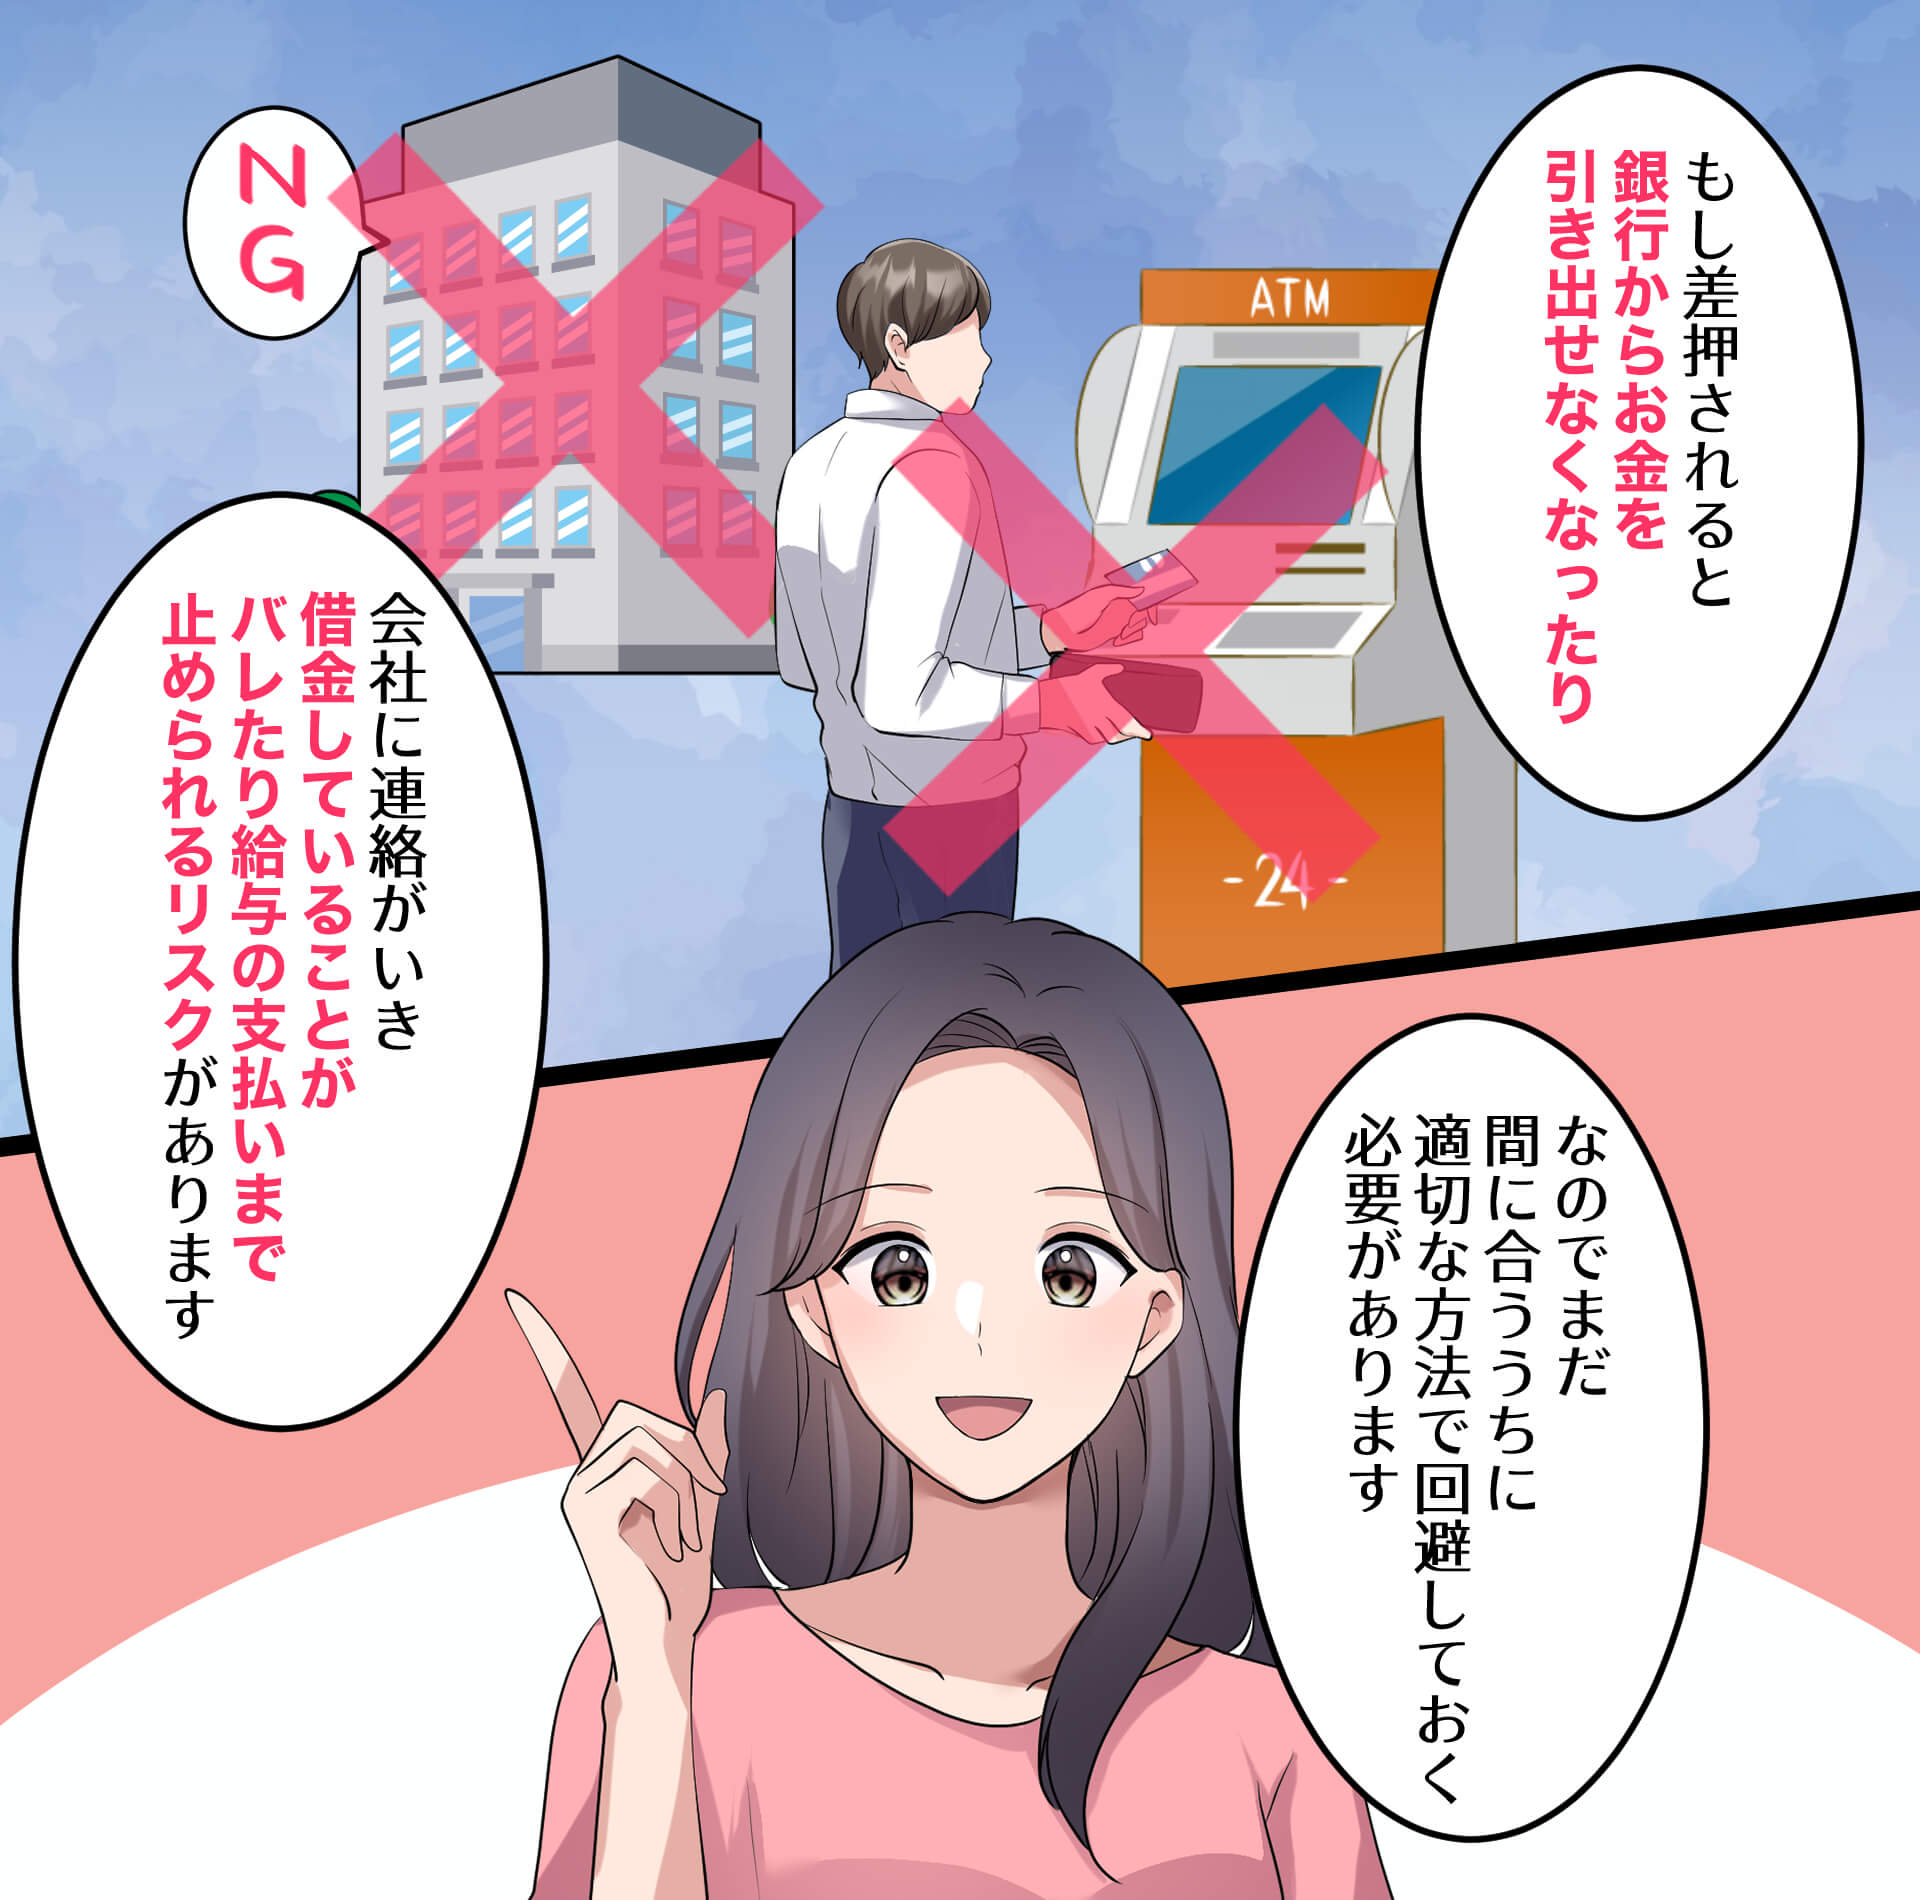 もし差押されると
銀行からお金を
引き出せなくなったり
ATM
-24-
NG
会社に連絡がいき
借金していることが
バレたり給与の支払いまで
止められるリスクがあります
なのでまだ
間に合ううちに
適切な方法で回避しておく
必要があります